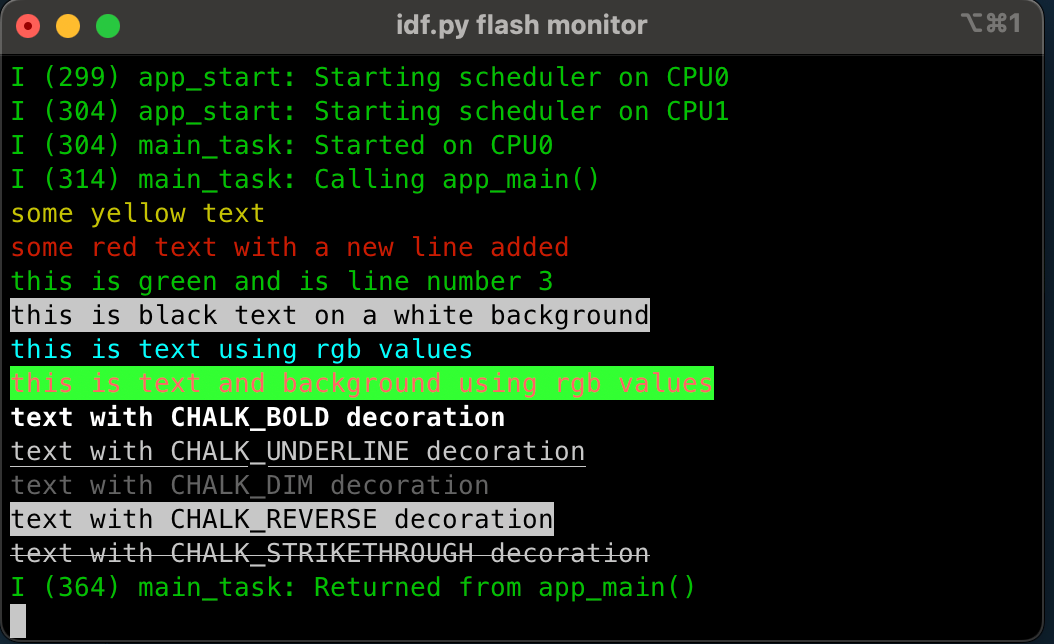 idf.py flash monitor ⌥⌘1
I (299) app_start: Starting scheduler on CPU0
I (304) app_start: Starting scheduler on CPU1
I (304) main_task: Started on CPU0
I (314) main_task: Calling app_main()
some yellow text
some red text with a new line added
this is green and is line number 3
this is black text on a white background
this is text using rgb values
this is text and background using rgb values
text with CHALK_BOLD decoration
text with CHALK_UNDERLINE decoration
text with CHALK_DIM decoration
text with CHALK_REVERSE decoration
text with CHALK_STRIKETHROUGH decoration
I (364) main_task: Returned from app_main()